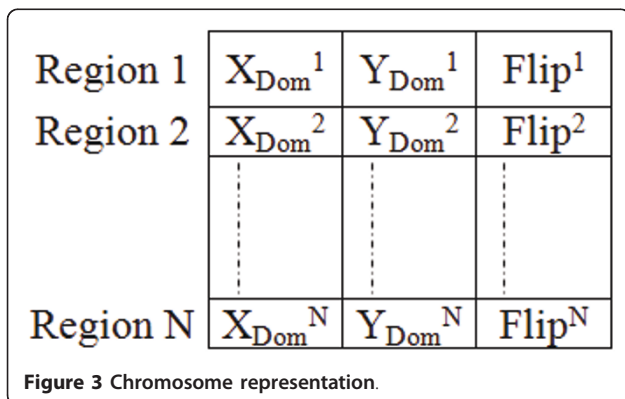 Region 1 X_Dom^1 Y_Dom^1 Flip^1
Region 2 X_Dom^2 Y_Dom^2 Flip^2
Region N X_Dom^N Y_Dom^N Flip^N
Figure 3 Chromosome representation.